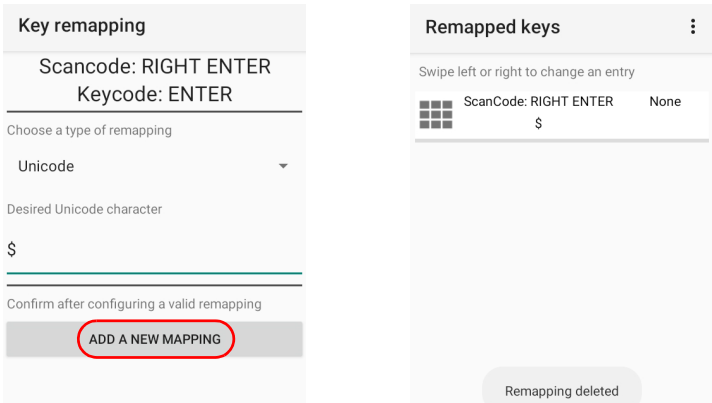 Key remapping
Scancode: RIGHT ENTER
Keycode: ENTER
Choose a type of remapping
Unicode
Desired Unicode character
$
Confirm after configuring a valid remapping
ADD A NEW MAPPING
Remapped keys
Swipe left or right to change an entry
ScanCode: RIGHT ENTER None
$
Remapping deleted